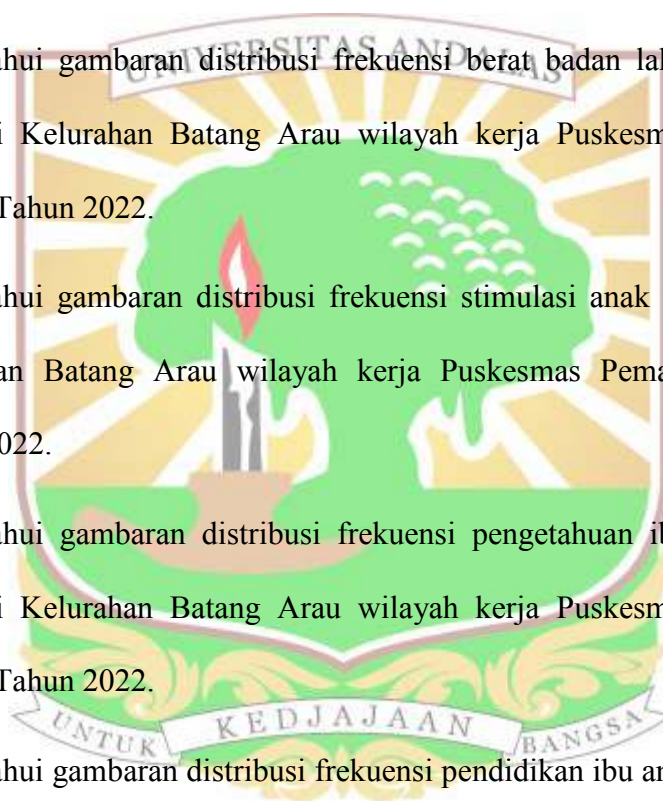 UNIVERSITAS ANDALAS
ahui gambaran distribusi frekuensi berat badan lal
i Kelurahan Batang Arau wilayah kerja Puskesm
Tahun 2022.
ahui gambaran distribusi frekuensi stimulasi anak
an Batang Arau wilayah kerja Puskesmas Pema
022.
ahui gambaran distribusi frekuensi pengetahuan ib
i Kelurahan Batang Arau wilayah kerja Puskesm
Tahun 2022.
UNTUK KEDJAJAAN BANGSA
ahui gambaran distribusi frekuensi pendidikan ibu an